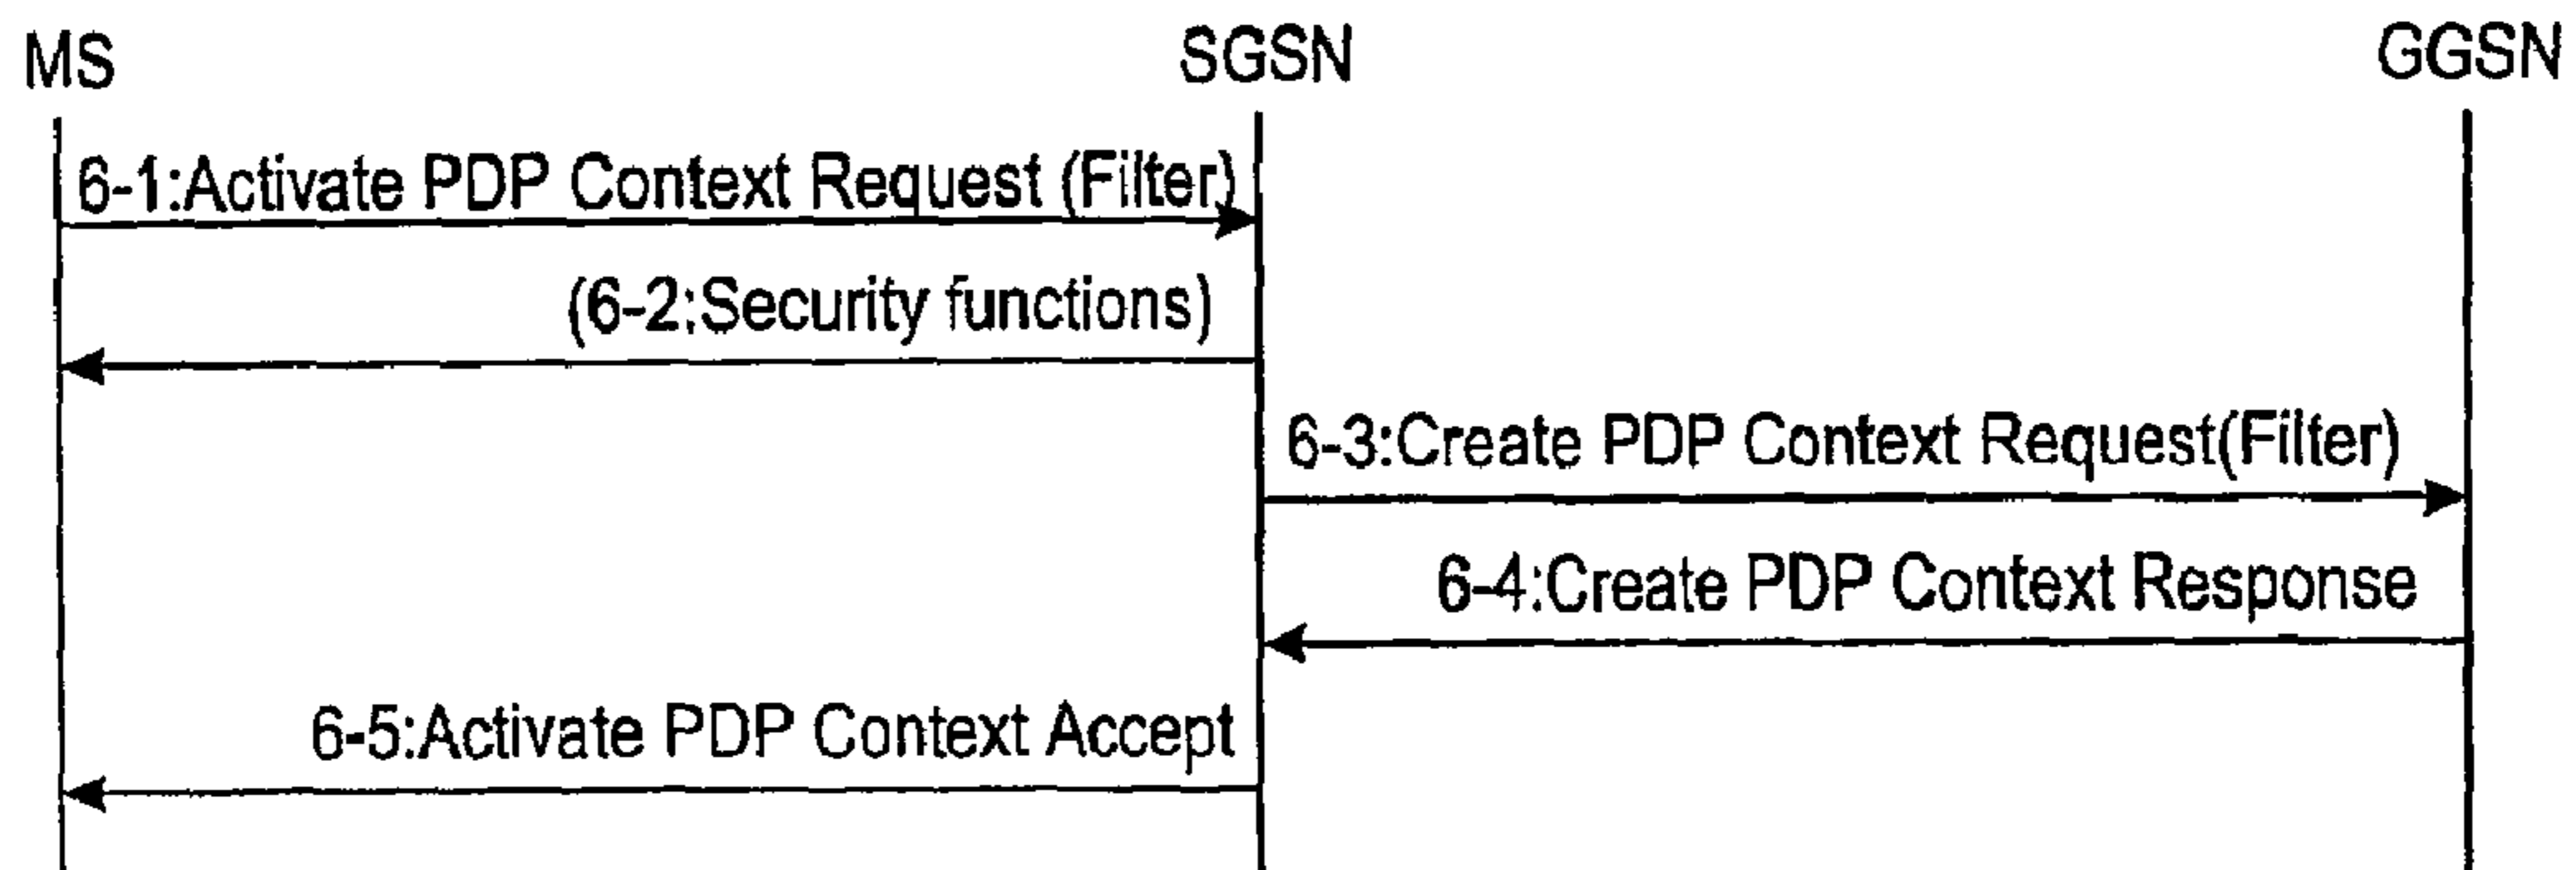 MS SGSN GGSN
6-1:Activate PDP Context Request (Filter)
(6-2:Security functions)
6-3:Create PDP Context Request(Filter)
6-4:Create PDP Context Response
6-5:Activate PDP Context Accept